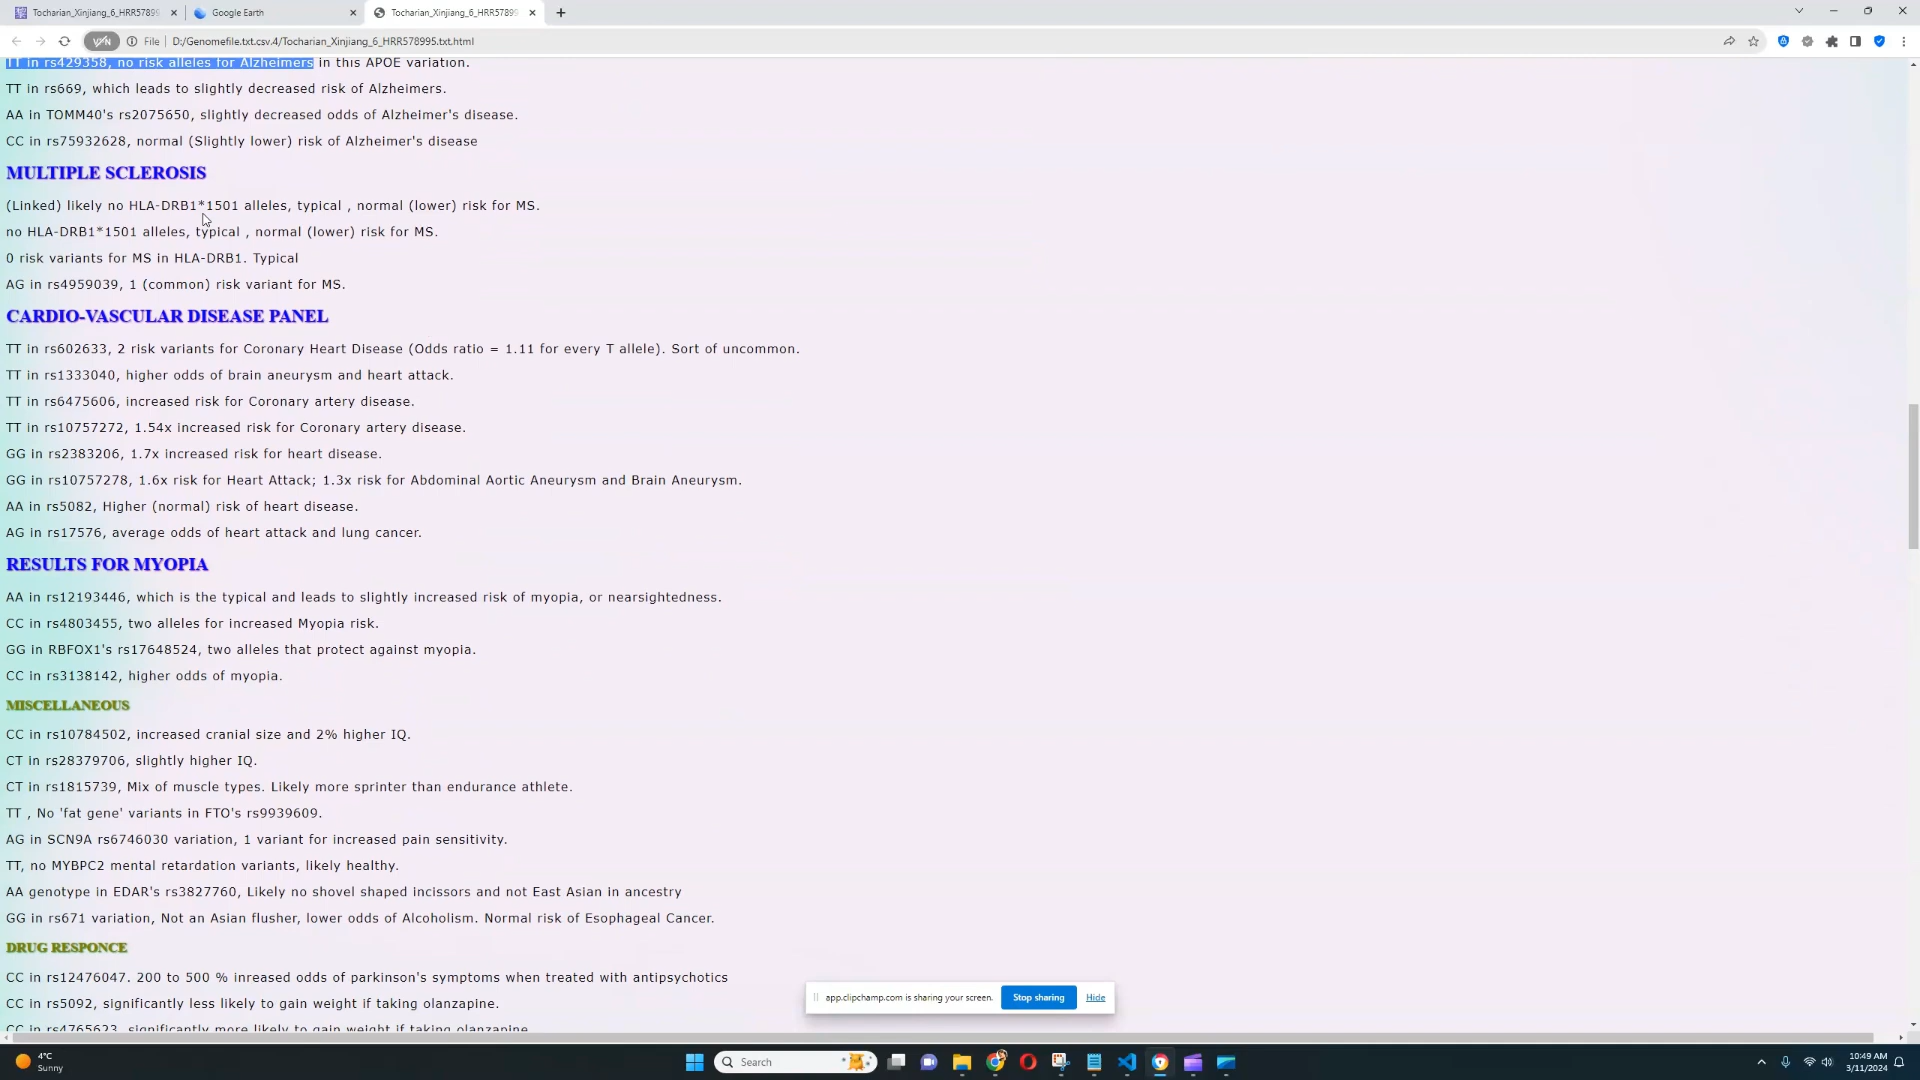 Tocharian_Xinjiang_6_HRR57899
Google Earth
Tocharian_Xinjiang_6_HRR57899
VPN
File
D:/Genomefile.txt.csv.4/Tocharian_Xinjiang_6_HRR578995.txt.html
TT in rs429358, no risk alleles for Alzheimers in this APOE variation.
TT in rs669, which leads to slightly decreased risk of Alzheimers.
AA in TOMM40's rs2075650, slightly decreased odds of Alzheimer's disease.
CC in rs75932628, normal (Slightly lower) risk of Alzheimer's disease
MULTIPLE SCLEROSIS
(Linked) likely no HLA-DRB1*1501 alleles, typical , normal (lower) risk for MS.
no HLA-DRB1*1501 alleles, typical , normal (lower) risk for MS.
0 risk variants for MS in HLA-DRB1. Typical
AG in rs4959039, 1 (common) risk variant for MS.
CARDIO-VASCULAR DISEASE PANEL
TT in rs602633, 2 risk variants for Coronary Heart Disease (Odds ratio = 1.11 for every T allele). Sort of uncommon.
TT in rs1333040, higher odds of brain aneurysm and heart attack.
TT in rs6475606, increased risk for Coronary artery disease.
TT in rs10757272, 1.54x increased risk for Coronary artery disease.
GG in rs2383206, 1.7x increased risk for heart disease.
GG in rs10757278, 1.6x risk for Heart Attack; 1.3x risk for Abdominal Aortic Aneurysm and Brain Aneurysm.
AA in rs5082, Higher (normal) risk of heart disease.
AG in rs17576, average odds of heart attack and lung cancer.
RESULTS FOR MYOPIA
AA in rs12193446, which is the typical and leads to slightly increased risk of myopia, or nearsightedness.
CC in rs4803455, two alleles for increased Myopia risk.
GG in RBFOX1's rs17648524, two alleles that protect against myopia.
CC in rs3138142, higher odds of myopia.
MISCELLANEOUS
CC in rs10784502, increased cranial size and 2% higher IQ.
CT in rs28379706, slightly higher IQ.
CT in rs1815739, Mix of muscle types. Likely more sprinter than endurance athlete.
TT , No 'fat gene' variants in FTO's rs9939609.
AG in SCN9A rs6746030 variation, 1 variant for increased pain sensitivity.
TT, no MYBPC2 mental retardation variants, likely healthy.
AA genotype in EDAR's rs3827760, Likely no shovel shaped incissors and not East Asian in ancestry
GG in rs671 variation, Not an Asian flusher, lower odds of Alcoholism. Normal risk of Esophageal Cancer.
DRUG RESPONCE
CC in rs12476047. 200 to 500 % inreased odds of parkinson's symptoms when treated with antipsychotics
CC in rs5092, significantly less likely to gain weight if taking olanzapine.
CC in rs4765623, significantly more likely to gain weight if taking olanzapine
app.clipchamp.com is sharing your screen.
Stop sharing
Hide
4°C
Sunny
Search
10:49 AM
3/11/2024